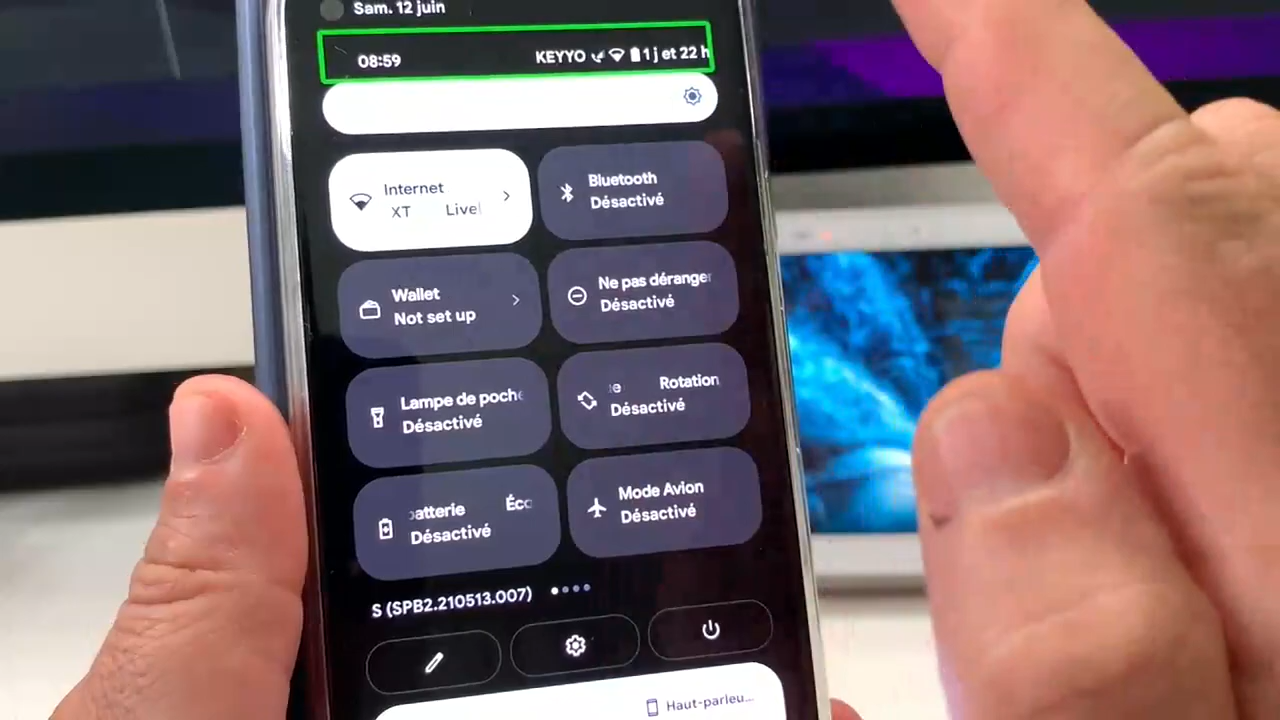 Sam. 12 juin
08:59 KEYYO 1 j et 22 h
Internet
XT Livel
Bluetooth
Désactivé
Wallet
Not set up
Ne pas déranger
Désactivé
Lampe de poche
Désactivé
e Rotation
Désactivé
batterie Éco
Désactivé
Mode Avion
Désactivé
S (SPB2.210513.007)
Haut-parleu...